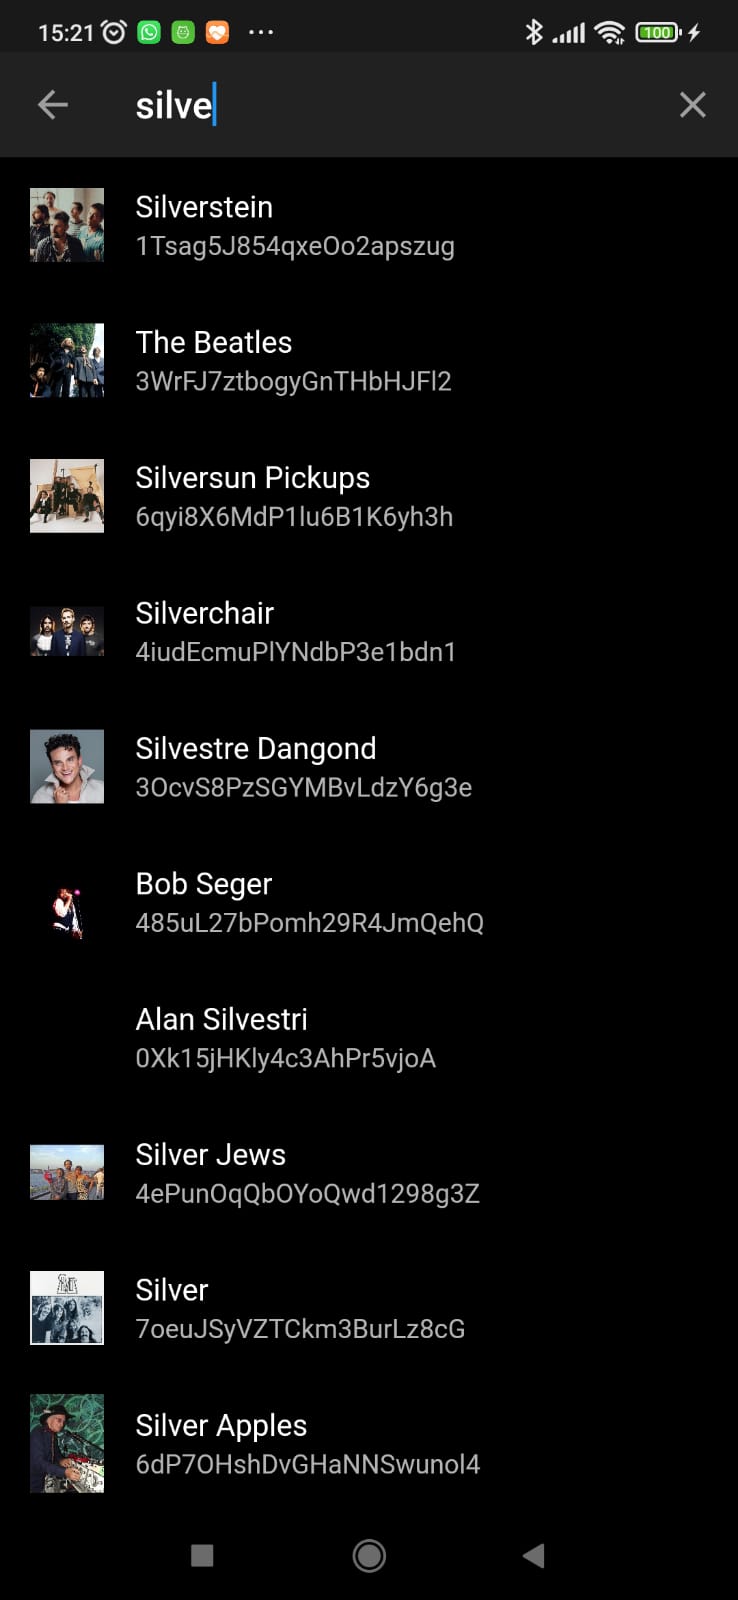 15:21
100
silve
Silverstein
1Tsag5J854qxeOo2apszug
The Beatles
3WrFJ7ztbogyGnTHbHJFl2
Silversun Pickups
6qyi8X6MdP1lu6B1K6yh3h
Silverchair
4iudEcmuPlYNdbP3e1bdn1
Silvestre Dangond
3OcvS8PzSGYMBvLdzY6g3e
Bob Seger
485uL27bPomh29R4JmQehQ
Alan Silvestri
0Xk15jHKly4c3AhPr5vjoA
Silver Jews
4ePunOqQbOYoQwd1298g3Z
Silver
7oeuJSyVZTCkm3BurLz8cG
Silver Apples
6dP7OHshDvGHaNNSwunol4